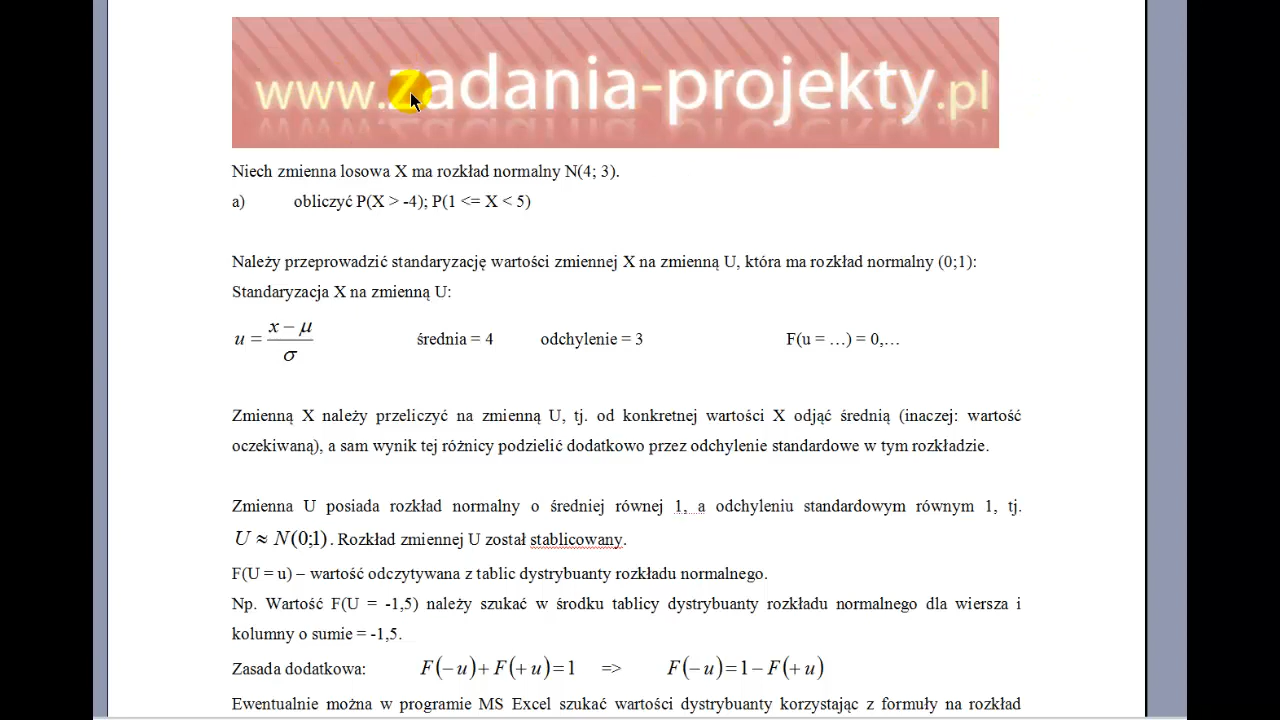 www.zadania-projekty.pl
Niech zmienna losowa X ma rozkład normalny N(4; 3).
a) obliczyć P(X > -4); P(1 <= X < 5)
Należy przeprowadzić standaryzację wartości zmiennej X na zmienną U, która ma rozkład normalny (0;1):
Standaryzacja X na zmienną U:
u = (x − μ) / σ średnia = 4 odchylenie = 3 F(u = …) = 0,…
Zmienną X należy przeliczyć na zmienną U, tj. od konkretnej wartości X odjąć średnią (inaczej: wartość
oczekiwaną), a sam wynik tej różnicy podzielić dodatkowo przez odchylenie standardowe w tym rozkładzie.
Zmienna U posiada rozkład normalny o średniej równej 1, a odchyleniu standardowym równym 1, tj.
U ≈ N(0;1). Rozkład zmiennej U został stablicowany.
F(U = u) – wartość odczytywana z tablic dystrybuanty rozkładu normalnego.
Np. Wartość F(U = -1,5) należy szukać w środku tablicy dystrybuanty rozkładu normalnego dla wiersza i
kolumny o sumie = -1,5.
Zasada dodatkowa: F(−u)+F(+u)=1 => F(−u)=1−F(+u)
Ewentualnie można w programie MS Excel szukać wartości dystrybuanty korzystając z formuły na rozkład